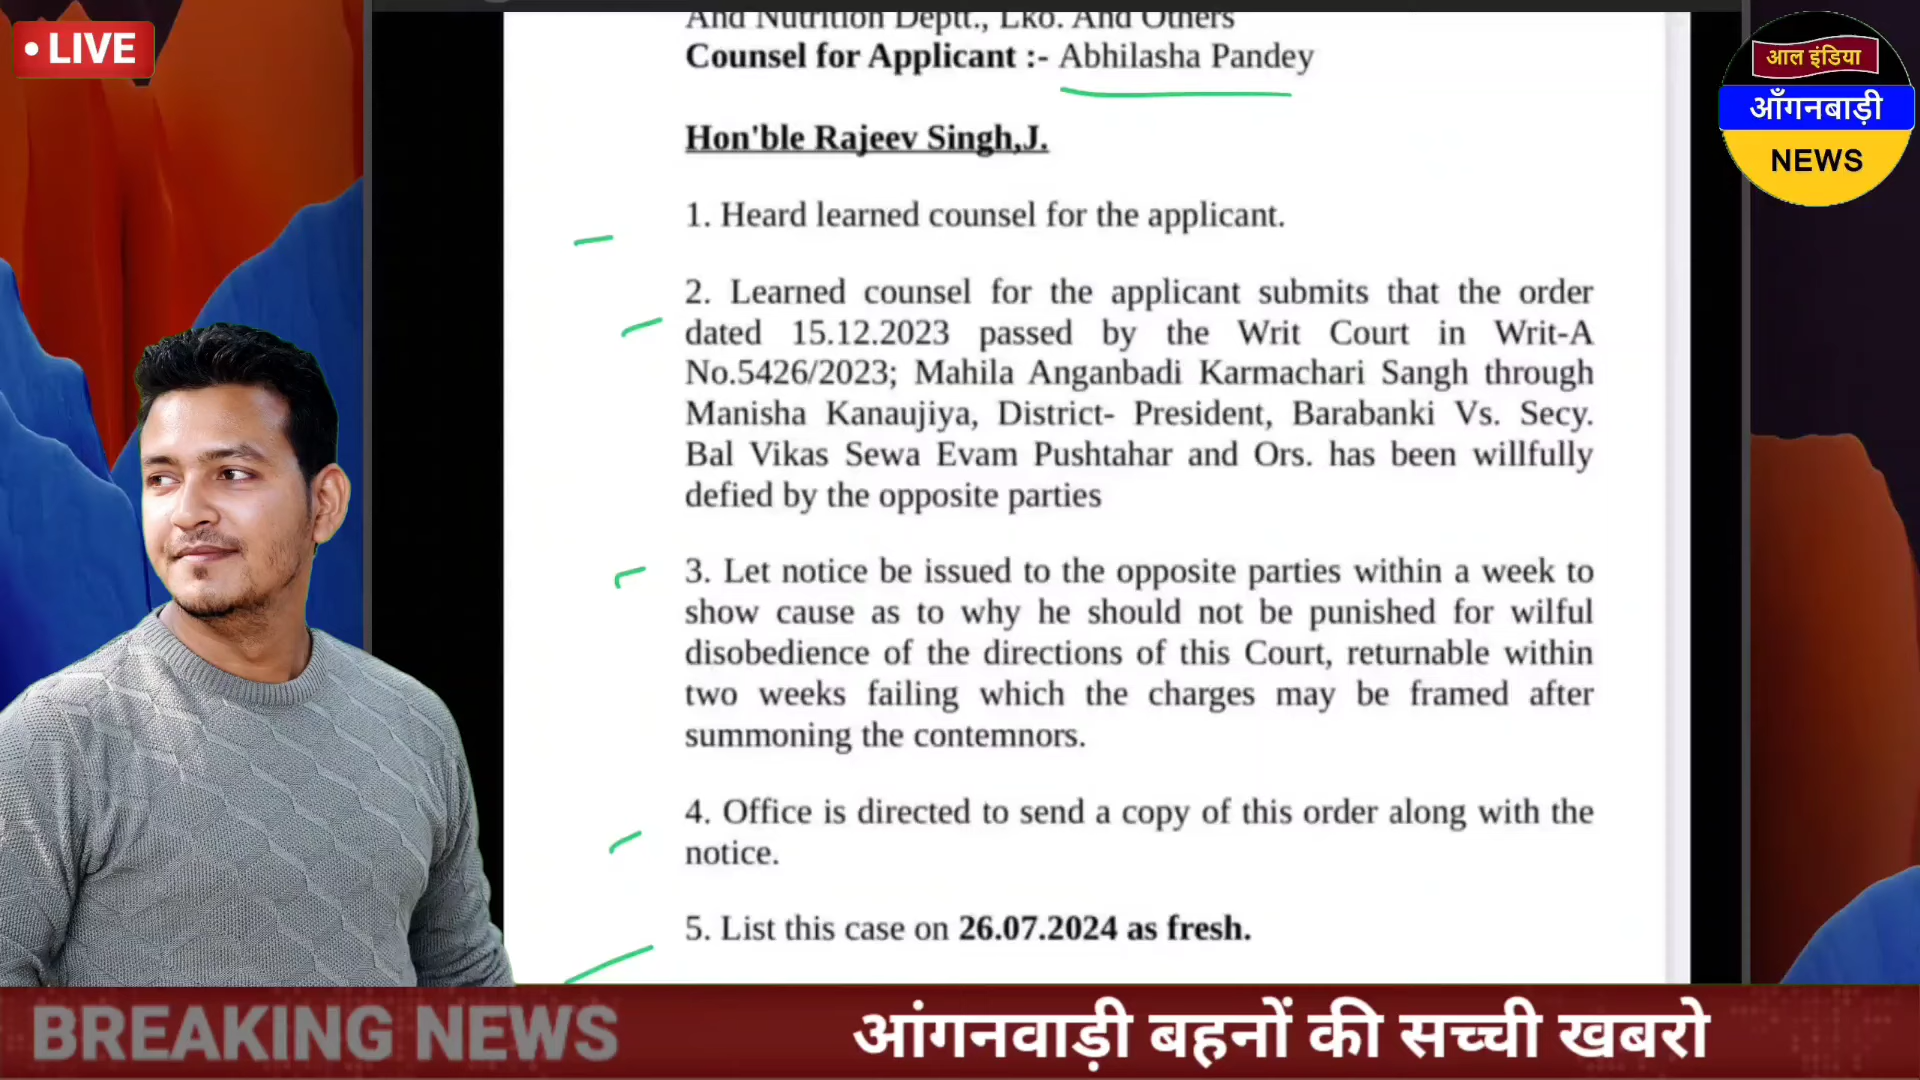 • LIVE
And Nutrition Deptt., Lko. And Others
Counsel for Applicant :- Abhilasha Pandey
Hon'ble Rajeev Singh,J.
1. Heard learned counsel for the applicant.
2. Learned counsel for the applicant submits that the order
dated 15.12.2023 passed by the Writ Court in Writ-A
No.5426/2023; Mahila Anganbadi Karmachari Sangh through
Manisha Kanaujiya, District- President, Barabanki Vs. Secy.
Bal Vikas Sewa Evam Pushtahar and Ors. has been willfully
defied by the opposite parties
3. Let notice be issued to the opposite parties within a week to
show cause as to why he should not be punished for wilful
disobedience of the directions of this Court, returnable within
two weeks failing which the charges may be framed after
summoning the contemnors.
4. Office is directed to send a copy of this order along with the
notice.
5. List this case on 26.07.2024 as fresh.
आल इंडिया
आँगनबाड़ी
NEWS
BREAKING NEWS
आंगनवाड़ी बहनों की सच्ची खबरो